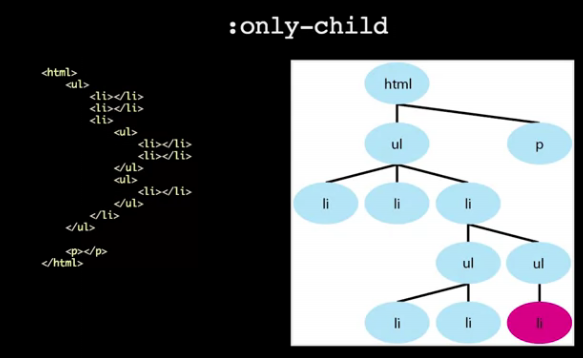 :only-child
<html>
<ul>
<li></li>
<li></li>
<li>
<ul>
<li></li>
<li></li>
</ul>
<ul>
<li></li>
</ul>
</li>
</ul>
<p></p>
</html>
html
ul p
li li li
ul ul
li li li